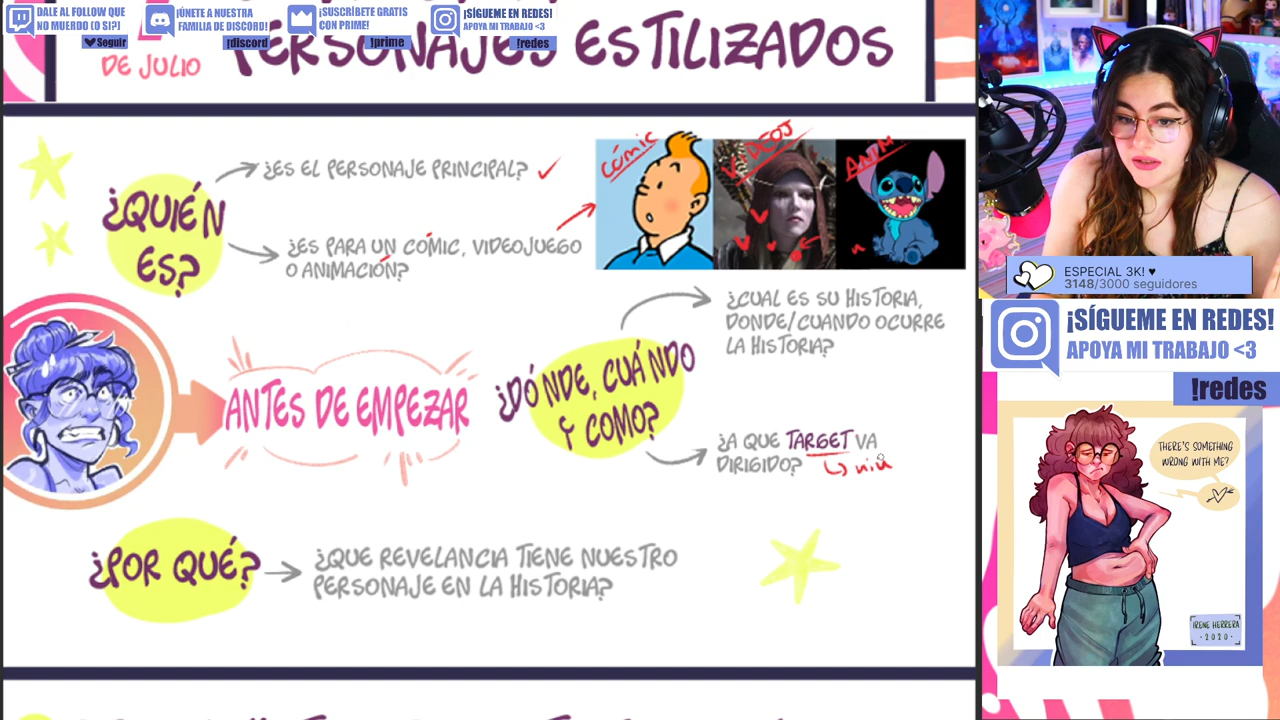 DALE AL FOLLOW QUE
NO MUERDO (O SI?)
Seguir
¡ÚNETE A NUESTRA
FAMILIA DE DISCORD!
!discord
¡SUSCRÍBETE GRATIS
CON PRIME!
!prime
¡SÍGUEME EN REDES!
APOYA MI TRABAJO <3
!redes
DE JULIO
PERSONAJES ESTILIZADOS
¿QUIÉN
ES?
¿ES EL PERSONAJE PRINCIPAL?
¿ES PARA UN CÓMIC, VIDEOJUEGO
O ANIMACIÓN?
CÓMIC
VIDEOJ
ANIM
ANTES DE EMPEZAR
¿DÓNDE, CUÁNDO
Y COMO?
¿CUAL ES SU HISTORIA,
DONDE/CUANDO OCURRE
LA HISTORIA?
¿A QUE TARGET VA
DIRIGIDO?
¿POR QUÉ?
¿QUE REVELANCIA TIENE NUESTRO
PERSONAJE EN LA HISTORIA?
ESPECIAL 3K! ♥
3148/3000 seguidores
¡SÍGUEME EN REDES!
APOYA MI TRABAJO <3
!redes
THERE'S SOMETHING
WRONG WITH ME?
IRENE HERRERA
·2020·